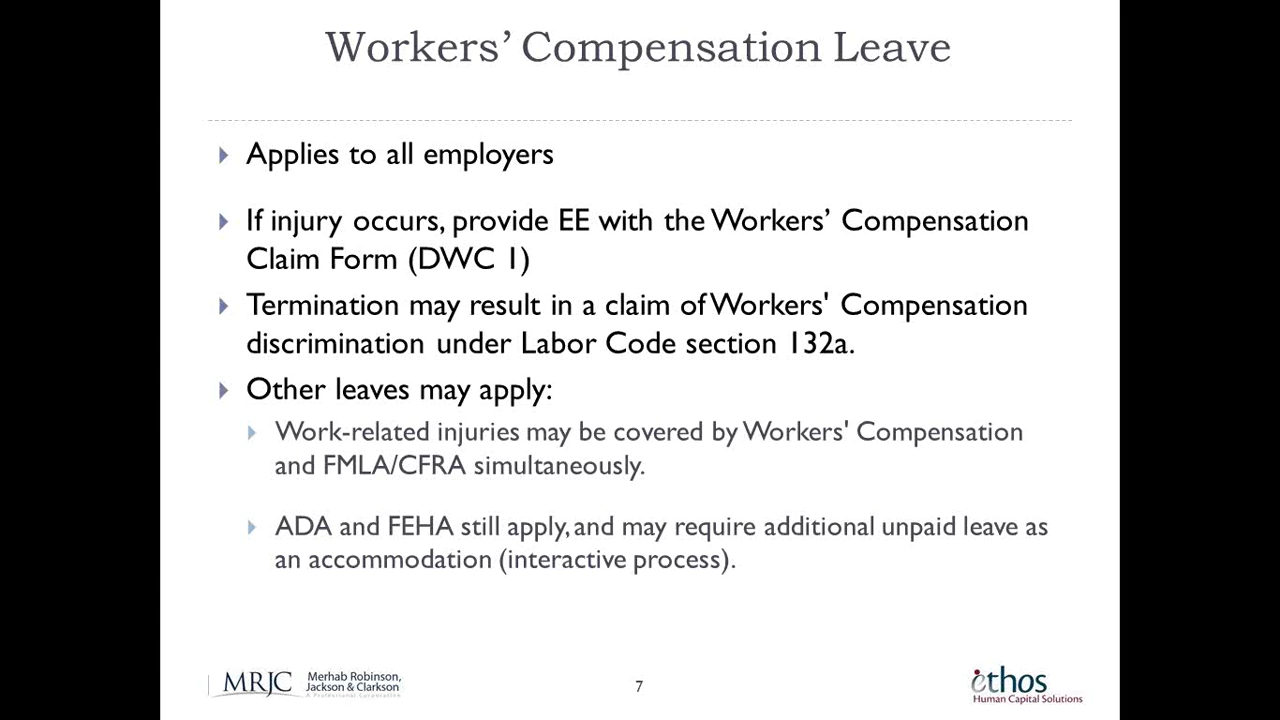 Workers’ Compensation Leave
Applies to all employers
If injury occurs, provide EE with the Workers’ Compensation
Claim Form (DWC 1)
Termination may result in a claim of Workers' Compensation
discrimination under Labor Code section 132a.
Other leaves may apply:
Work-related injuries may be covered by Workers' Compensation
and FMLA/CFRA simultaneously.
ADA and FEHA still apply, and may require additional unpaid leave as
an accommodation (interactive process).
MRJC
Merhab Robinson,
Jackson & Clarkson
A Professional Corporation
7
ethos
Human Capital Solutions